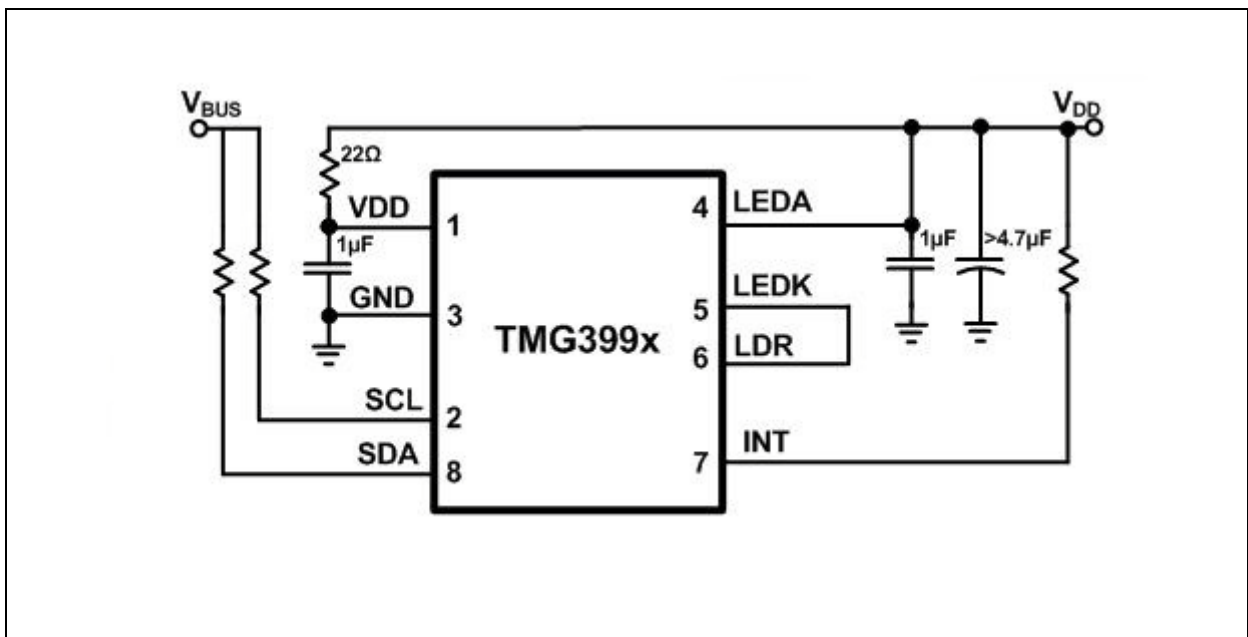 VBUS
VDD
22Ω
VDD
1
1µF
GND
3
TMG399x
SCL
2
SDA
8
4
LEDA
1µF
>4.7µF
LEDK
5
6
LDR
INT
7